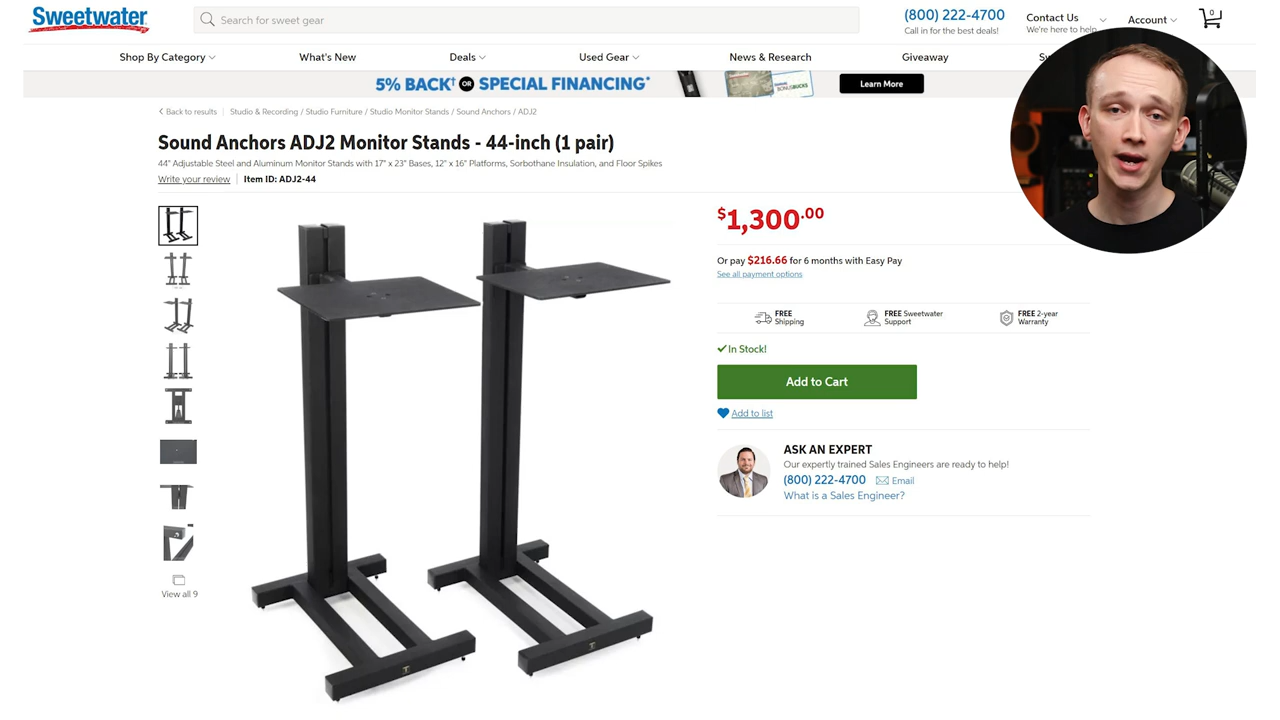 Sweetwater
Search for sweet gear
(800) 222-4700
Call in for the best deals!
Contact Us
We're here to help
Account
0
Shop By Category
What's New
Deals
Used Gear
News & Research
Giveaway
5% BACK† OR SPECIAL FINANCING*
BONUSBUCKS
Learn More
Back to results
Studio & Recording / Studio Furniture / Studio Monitor Stands / Sound Anchors / ADJ2
Sound Anchors ADJ2 Monitor Stands - 44-inch (1 pair)
44" Adjustable Steel and Aluminum Monitor Stands with 17" x 23" Bases, 12" x 16" Platforms, Sorbothane Insulation, and Floor Spikes
Write your review
Item ID: ADJ2-44
$1,300.00
Or pay $216.66 for 6 months with Easy Pay
See all payment options
FREE
Shipping
FREE Sweetwater
Support
FREE 2-year
Warranty
In Stock!
Add to Cart
Add to list
ASK AN EXPERT
Our expertly trained Sales Engineers are ready to help!
(800) 222-4700
Email
What is a Sales Engineer?
View all 9